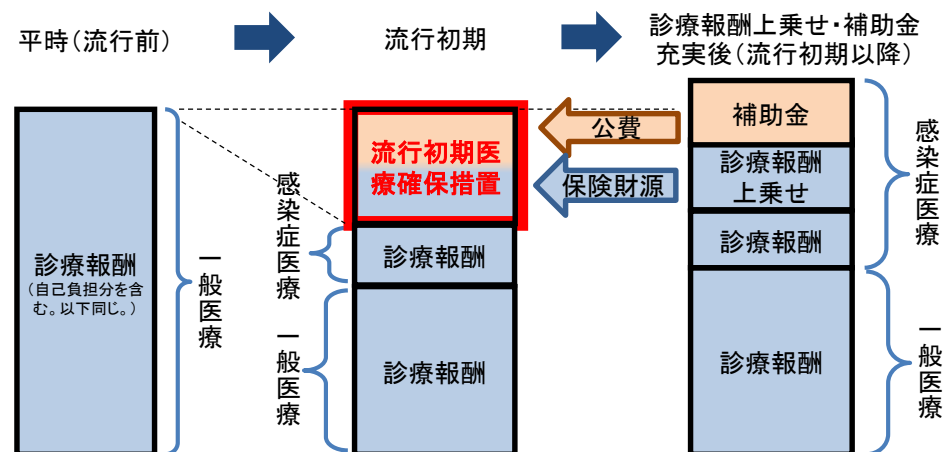 平時（流行前）
流行初期
診療報酬上乗せ・補助金
充実後（流行初期以降）
診療報酬
（自己負担分を含
む。以下同じ。）
一般医療
流行初期医
療確保措置
診療報酬
診療報酬
感染症医療
一般医療
公費
保険財源
補助金
診療報酬
上乗せ
診療報酬
診療報酬
感染症医療
一般医療